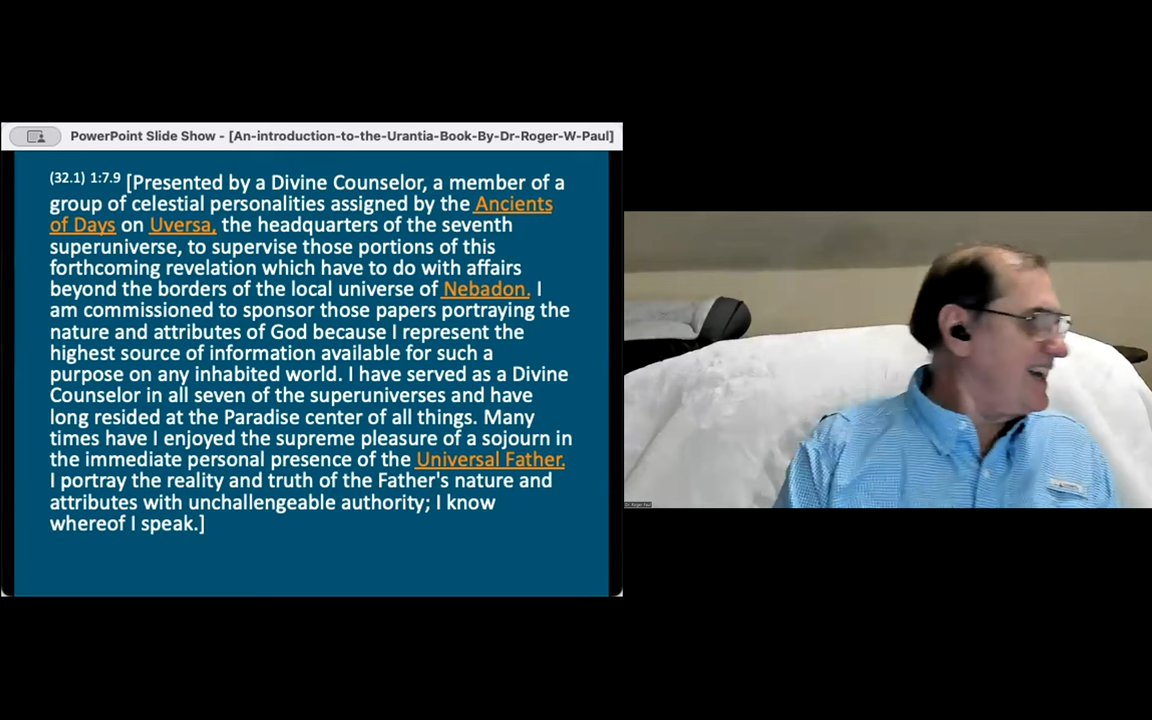 PowerPoint Slide Show - [An-introduction-to-the-Urantia-Book-By-Dr-Roger-W-Paul]
(32.1) 1:7.9 [Presented by a Divine Counselor, a member of a
group of celestial personalities assigned by the Ancients
of Days on Uversa, the headquarters of the seventh
superuniverse, to supervise those portions of this
forthcoming revelation which have to do with affairs
beyond the borders of the local universe of Nebadon. I
am commissioned to sponsor those papers portraying the
nature and attributes of God because I represent the
highest source of information available for such a
purpose on any inhabited world. I have served as a Divine
Counselor in all seven of the superuniverses and have
long resided at the Paradise center of all things. Many
times have I enjoyed the supreme pleasure of a sojourn in
the immediate personal presence of the Universal Father.
I portray the reality and truth of the Father's nature and
attributes with unchallengeable authority; I know
whereof I speak.]
Dr. Roger Paul